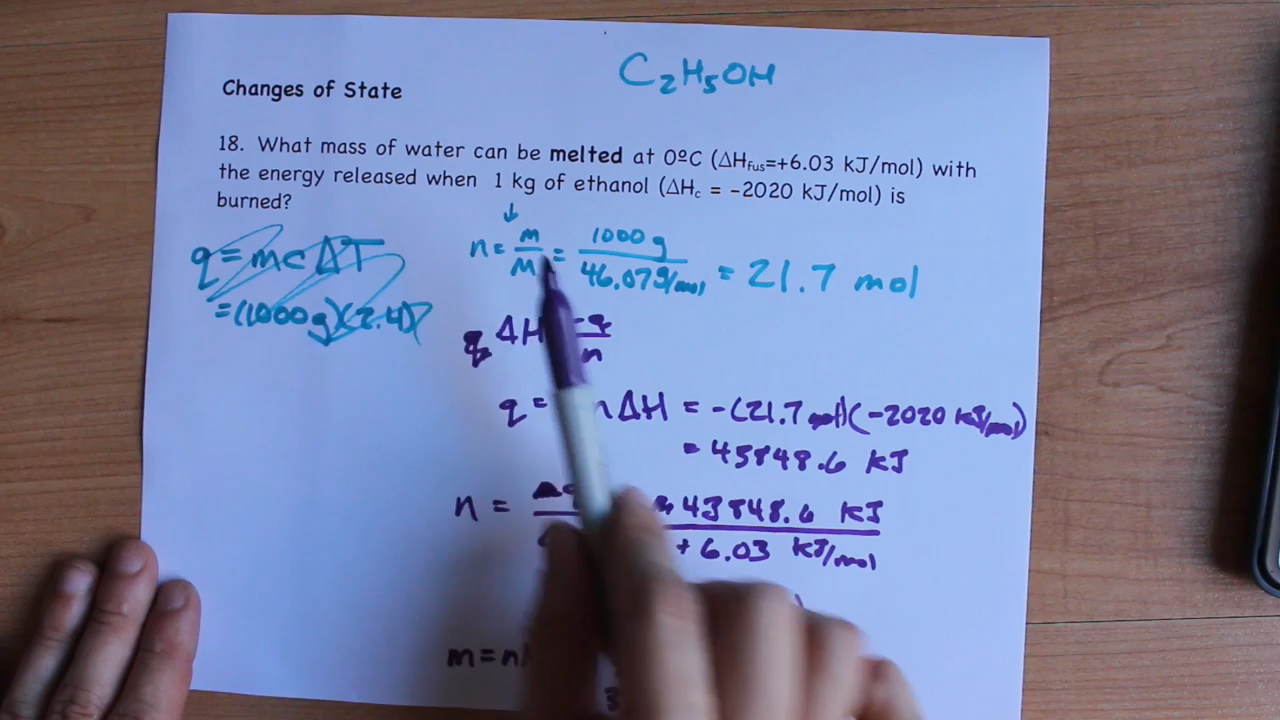 C2H5OH
Changes of State
18. What mass of water can be melted at 0ºC (ΔHfus=+6.03 kJ/mol) with
the energy released when 1 kg of ethanol (ΔHc = -2020 kJ/mol) is
burned?
q = mcΔT
=(1000g)(2.4)
n = m/M = 1000 g / 46.07 g/mol = 21.7 mol
q ΔH -q/n
q = n ΔH = -(21.7 mol)(-2020 kJ/mol)
= 43848.6 kJ
n = 43848.6 kJ / +6.03 kJ/mol
m=n